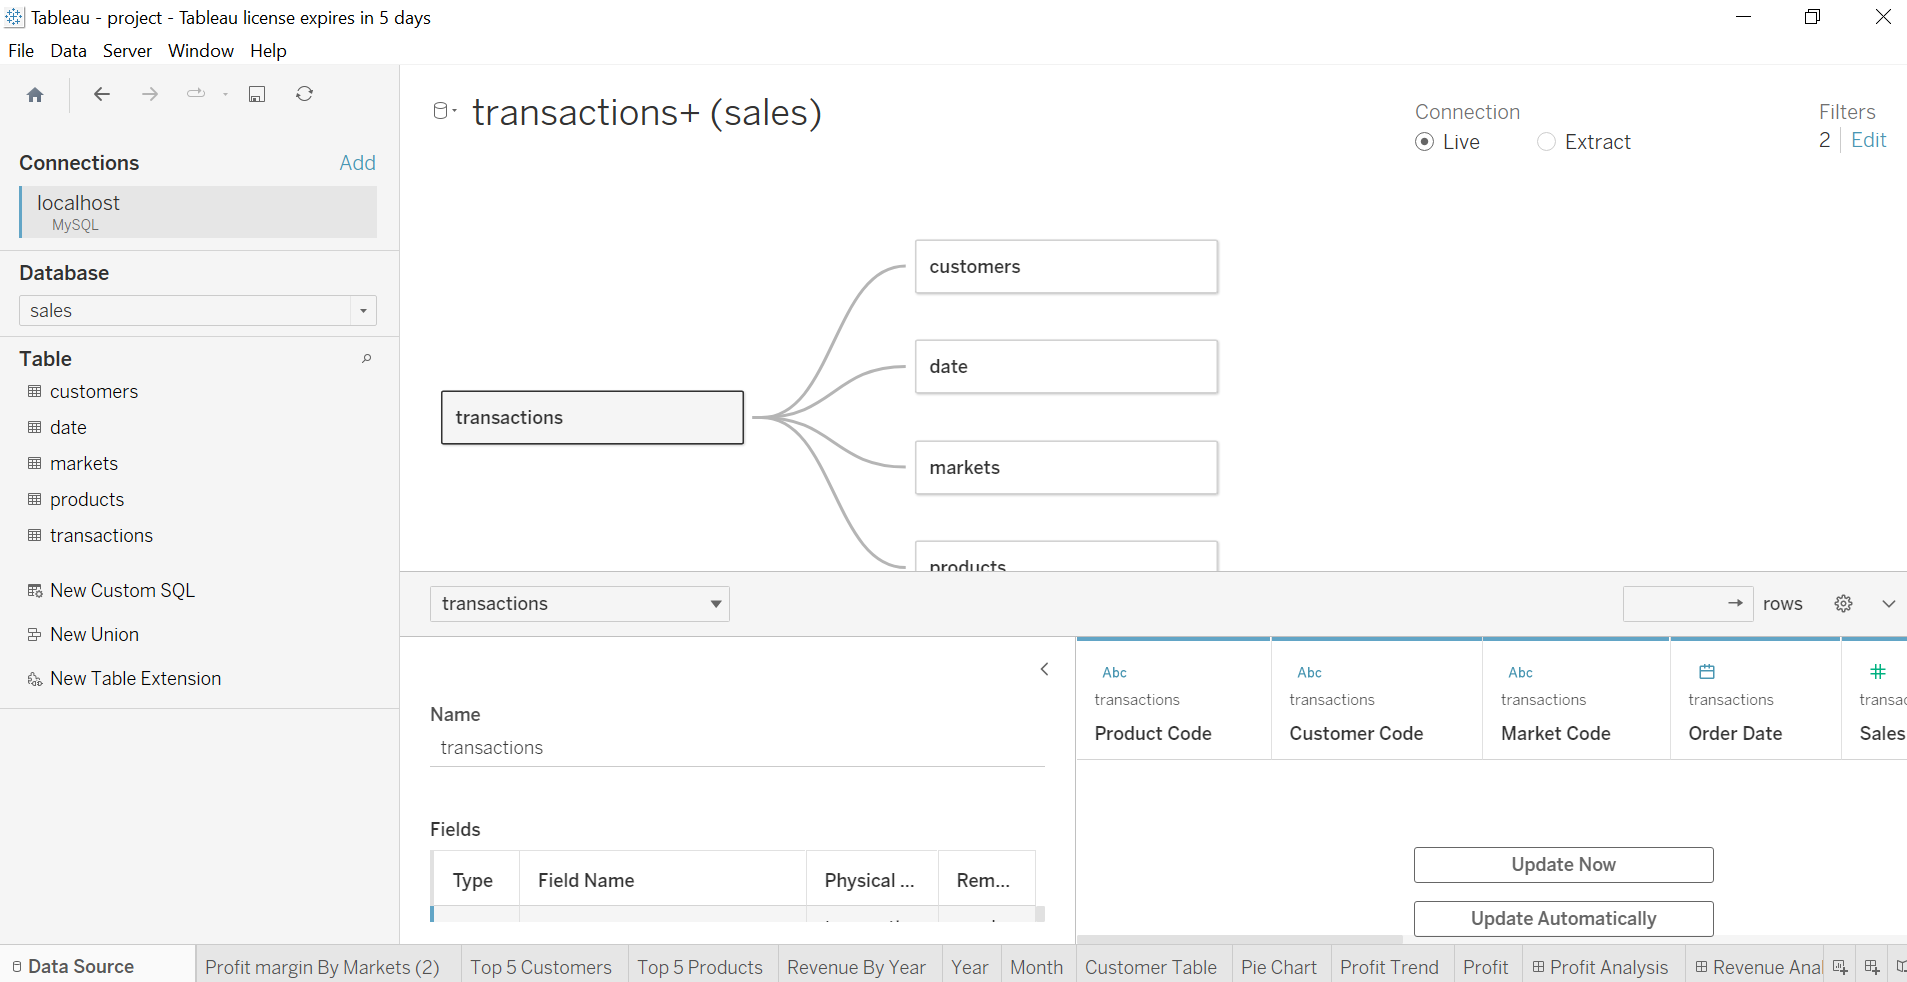 Tableau - project - Tableau license expires in 5 days
File Data Server Window Help
Connections Add
localhost
MySQL
Database
sales
Table
customers
date
markets
products
transactions
New Custom SQL
New Union
New Table Extension
transactions+ (sales)
Connection
Live Extract
Filters
2 Edit
customers
date
transactions
markets
products
transactions
rows
Name
transactions
Fields
Type Field Name Physical ... Rem...
Abc Abc Abc
transactions transactions transactions transactions transac
Product Code Customer Code Market Code Order Date Sales
Update Now
Update Automatically
Data Source Profit margin By Markets (2) Top 5 Customers Top 5 Products Revenue By Year Year Month Customer Table Pie Chart Profit Trend Profit Profit Analysis Revenue Anal